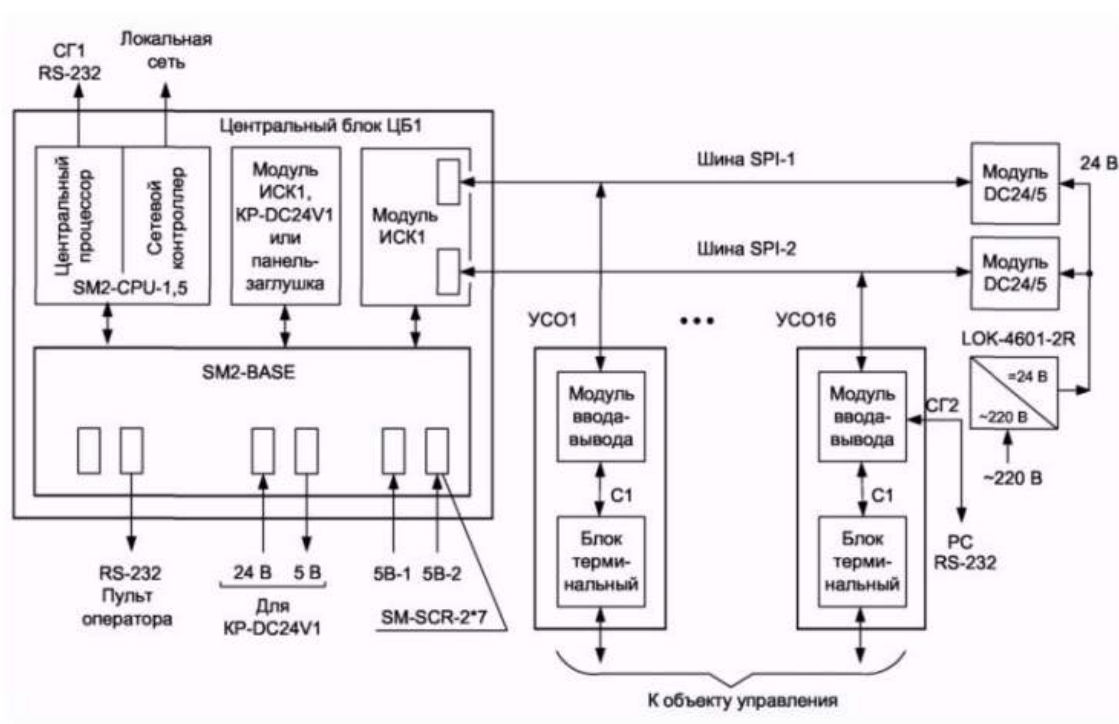 СГ1
RS-232
Локальная
сеть
Центральный блок ЦБ1
Центральный
процессор
Сетевой
контроллер
SM2-CPU-1,5
Модуль
ИСК1,
KP-DC24V1
или
панель-
заглушка
Модуль
ИСК1
Шина SPI-1
Шина SPI-2
Модуль
DC24/5
24 В
Модуль
DC24/5
SM2-BASE
УСО1
•••
УСО16
LOK-4601-2R
=24 В
~220 В
~220 В
Модуль
ввода-
вывода
С1
Блок
терми-
нальный
Модуль
ввода-
вывода
СГ2
С1
Блок
терми-
нальный
PC
RS-232
RS-232
Пульт
оператора
24 В 5 В
Для
KP-DC24V1
5В-1 5В-2
SM-SCR-2*7
К объекту управления